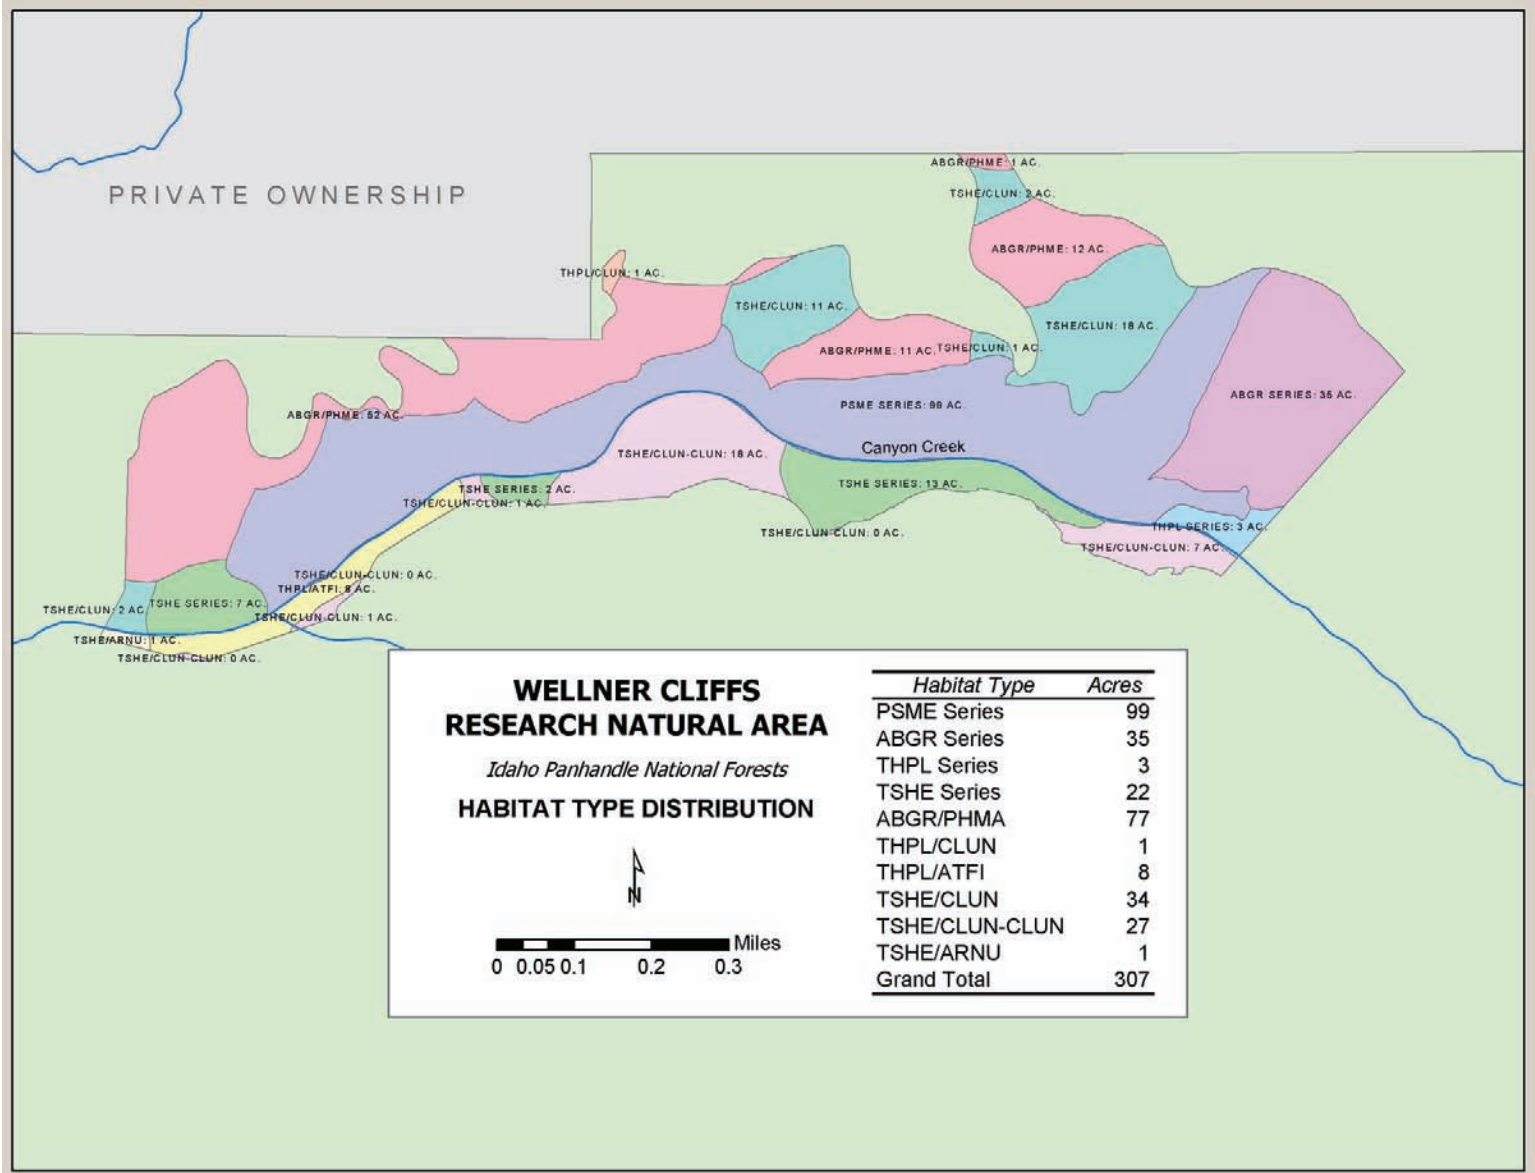 ABGR/PHME: 1 AC.
TSHE/CLUN: 2 AC.
PRIVATE OWNERSHIP
ABGR/PHME: 12 AC.
THPL/CLUN: 1 AC.
TSHE/CLUN: 11 AC.
TSHE/CLUN: 18 AC.
ABGR/PHME: 11 AC.
TSHE/CLUN: 1 AC.
ABGR SERIES: 35 AC.
PSME SERIES: 99 AC.
ABGR/PHME: 52 AC.
Canyon Creek
TSHE/CLUN-CLUN: 18 AC.
TSHE SERIES: 13 AC.
TSHE SERIES: 2 AC.
TSHE/CLUN-CLUN: 1 AC.
THPL SERIES: 3 AC.
TSHE/CLUN-CLUN: 0 AC.
TSHE/CLUN-CLUN: 7 AC.
TSHE/CLUN-CLUN: 0 AC.
THPL/ATFI: 8 AC.
TSHE SERIES: 7 AC.
TSHE/CLUN: 2 AC.
TSHE/CLUN-CLUN: 1 AC.
TSHE/ARNU: 1 AC.
TSHE/CLUN-CLUN: 0 AC.
WELLNER CLIFFS
RESEARCH NATURAL AREA
Idaho Panhandle National Forests
HABITAT TYPE DISTRIBUTION
N
Miles
0 0.05 0.1 0.2 0.3
Habitat Type Acres
PSME Series 99
ABGR Series 35
THPL Series 3
TSHE Series 22
ABGR/PHMA 77
THPL/CLUN 1
THPL/ATFI 8
TSHE/CLUN 34
TSHE/CLUN-CLUN 27
TSHE/ARNU 1
Grand Total 307